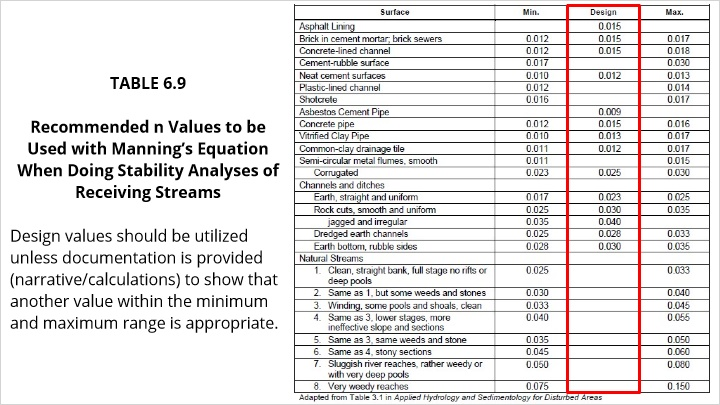 TABLE 6.9
Recommended n Values to be
Used with Manning's Equation
When Doing Stability Analyses of
Receiving Streams
Design values should be utilized
unless documentation is provided
(narrative/calculations) to show that
another value within the minimum
and maximum range is appropriate.
Surface Min. Design Max.
Asphalt Lining 0.015
Brick in cement mortar; brick sewers 0.012 0.015 0.017
Concrete-lined channel 0.012 0.015 0.018
Cement-rubble surface 0.017 0.030
Neat cement surfaces 0.010 0.012 0.013
Plastic-lined channel 0.012 0.014
Shotcrete 0.016 0.017
Asbestos Cement Pipe 0.009
Concrete pipe 0.012 0.015 0.016
Vitrified Clay Pipe 0.010 0.013 0.017
Common-clay drainage tile 0.011 0.012 0.017
Semi-circular metal flumes, smooth 0.011 0.015
Corrugated 0.023 0.025 0.030
Channels and ditches
Earth, straight and uniform 0.017 0.023 0.025
Rock cuts, smooth and uniform 0.025 0.030 0.035
jagged and irregular 0.035 0.040
Dredged earth channels 0.025 0.028 0.033
Earth bottom, rubble sides 0.028 0.030 0.035
Natural Streams
1. Clean, straight bank, full stage no rifts or 0.025 0.033
deep pools
2. Same as 1, but some weeds and stones 0.030 0.040
3. Winding, some pools and shoals, clean 0.033 0.045
4. Same as 3, lower stages, more 0.040 0.055
ineffective slope and sections
5. Same as 3, same weeds and stone 0.035 0.050
6. Same as 4, stony sections 0.045 0.060
7. Sluggish river reaches, rather weedy or 0.050 0.080
with very deep pools
8. Very weedy reaches 0.075 0.150
Adapted from Table 3.1 in Applied Hydrology and Sedimentology for Disturbed Areas